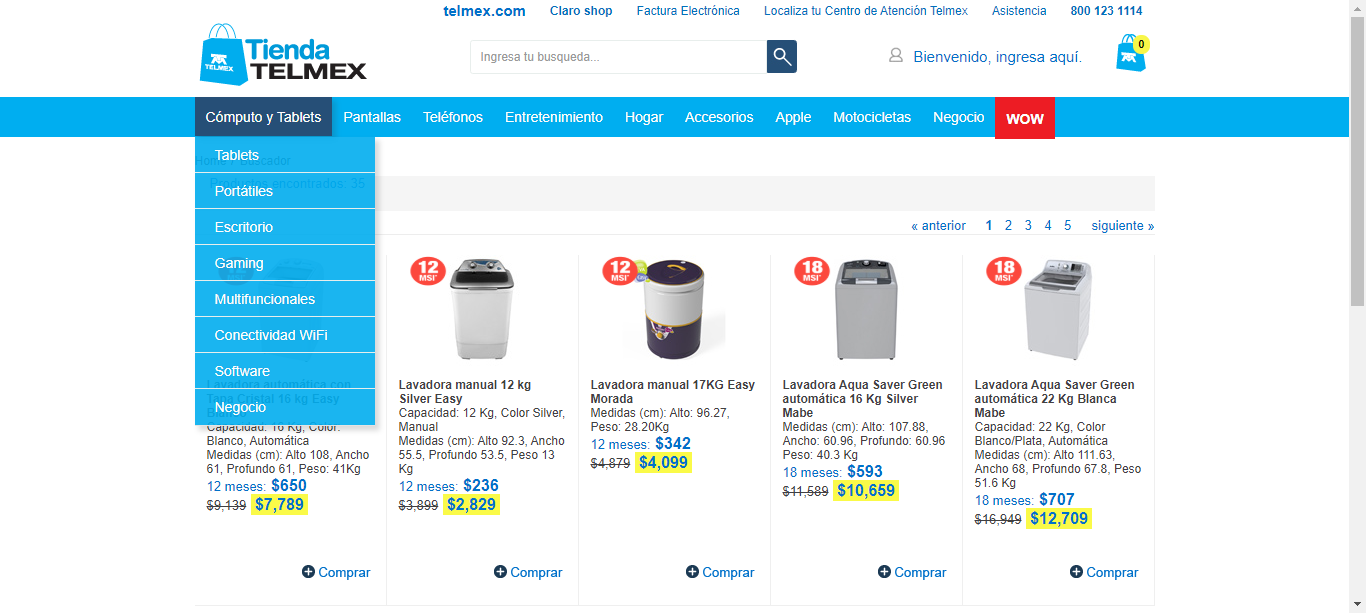 telmex.com Claro shop Factura Electrónica Localiza tu Centro de Atención Telmex Asistencia 800 123 1114
Tienda
TELMEX
TELMEX
Ingresa tu busqueda...
Bienvenido, ingresa aquí.
0
Cómputo y Tablets Pantallas Teléfonos Entretenimiento Hogar Accesorios Apple Motocicletas Negocio WOW
Home / Buscador
Productos encontrados: 35
Tablets
Portátiles
Escritorio
Gaming
Multifuncionales
Conectividad WiFi
Software
Negocio
« anterior 1 2 3 4 5 siguiente »
Lavadora automática con
Tapa Cristal 16 kg Easy
Capacidad: 16 Kg, Color:
Blanco, Automática
Medidas (cm): Alto 108, Ancho
61, Profundo 61, Peso: 41Kg
12 meses: $650
$9,139 $7,789
Comprar
12
MSI*
Lavadora manual 12 kg
Silver Easy
Capacidad: 12 Kg, Color Silver,
Manual
Medidas (cm): Alto 92.3, Ancho
55.5, Profundo 53.5, Peso 13
Kg
12 meses: $236
$3,899 $2,829
Comprar
12
MSI*
Lavadora manual 17KG Easy
Morada
Medidas (cm): Alto: 96.27,
Peso: 28.20Kg
12 meses: $342
$4,879 $4,099
Comprar
18
MSI*
Lavadora Aqua Saver Green
automática 16 Kg Silver
Mabe
Medidas (cm): Alto: 107.88,
Ancho: 60.96, Profundo: 60.96
Peso: 40.3 Kg
18 meses: $593
$11,589 $10,659
Comprar
18
MSI*
Lavadora Aqua Saver Green
automática 22 Kg Blanca
Mabe
Capacidad: 22 Kg, Color
Blanco/Plata, Automática
Medidas (cm): Alto: 111.63,
Ancho: 68, Profundo: 67.8, Peso
51.6 Kg
18 meses: $707
$16,949 $12,709
Comprar